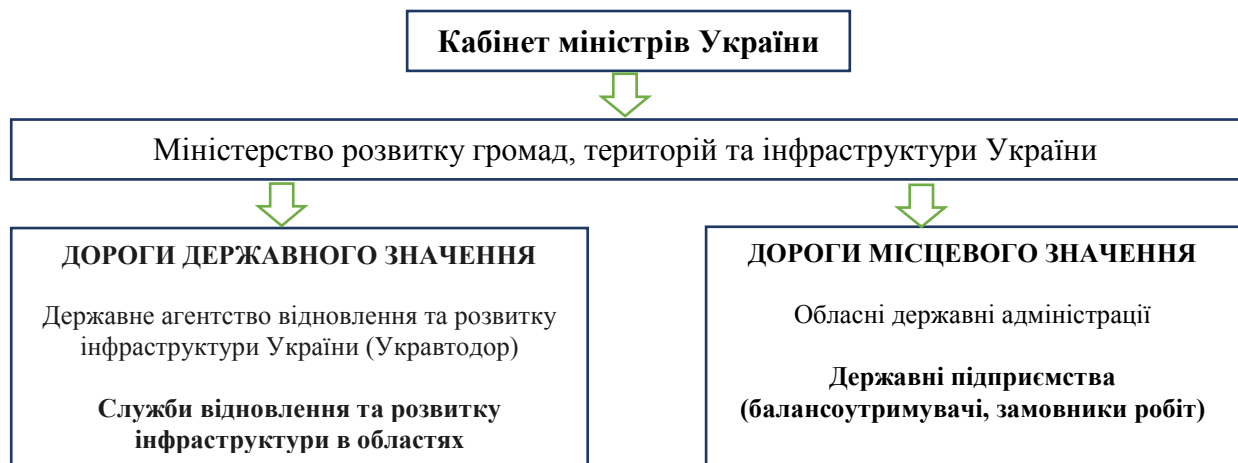 Кабінет міністрів України
Міністерство розвитку громад, територій та інфраструктури України
ДОРОГИ ДЕРЖАВНОГО ЗНАЧЕННЯ
Державне агентство відновлення та розвитку
інфраструктури України (Укравтодор)
Служби відновлення та розвитку
інфраструктури в областях
ДОРОГИ МІСЦЕВОГО ЗНАЧЕННЯ
Обласні державні адміністрації
Державні підприємства
(балансоутримувачі, замовники робіт)